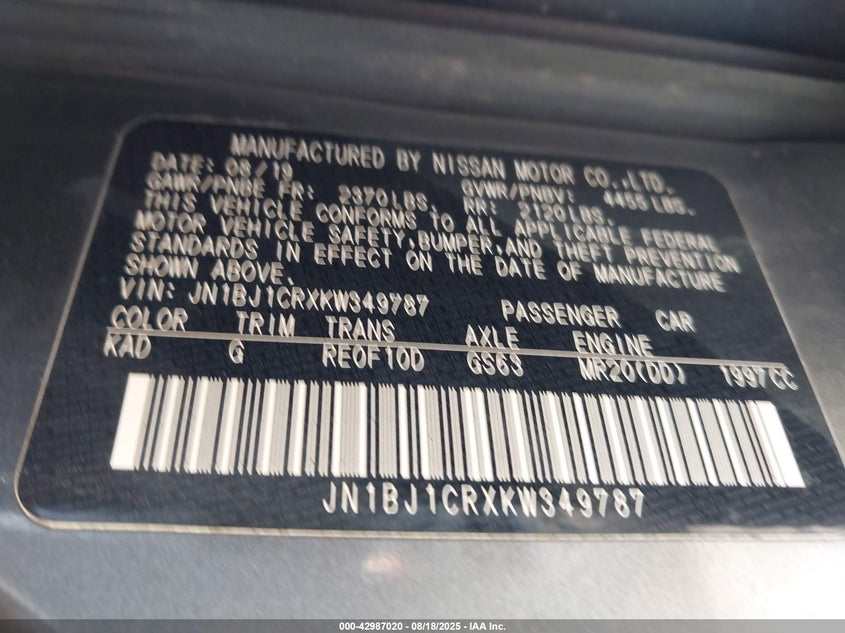 MANUFACTURED BY NISSAN MOTOR CO.,LTD.
DATE: 08/19
GAWR/PNBE FR: 2370LBS. GVWR/PNBV: LBS.
RR: 2120LBS.
THIS VEHICLE CONFORMS TO ALL APPLICABLE FEDERAL
MOTOR VEHICLE SAFETY,BUMPER,AND THEFT PREVENTION
STANDARDS IN EFFECT ON THE DATE OF MANUFACTURE
SHOWN ABOVE.
VIN: JN1BJ1CRXKW349787 PASSENGER CAR
COLOR TRIM TRANS AXLE ENGINE
KAD G RE0F10D GS63 MR20(DD) 1997CC
JN1BJ1CRXKW349787
000-42987020 - 08/18/2025 - IAA Inc.